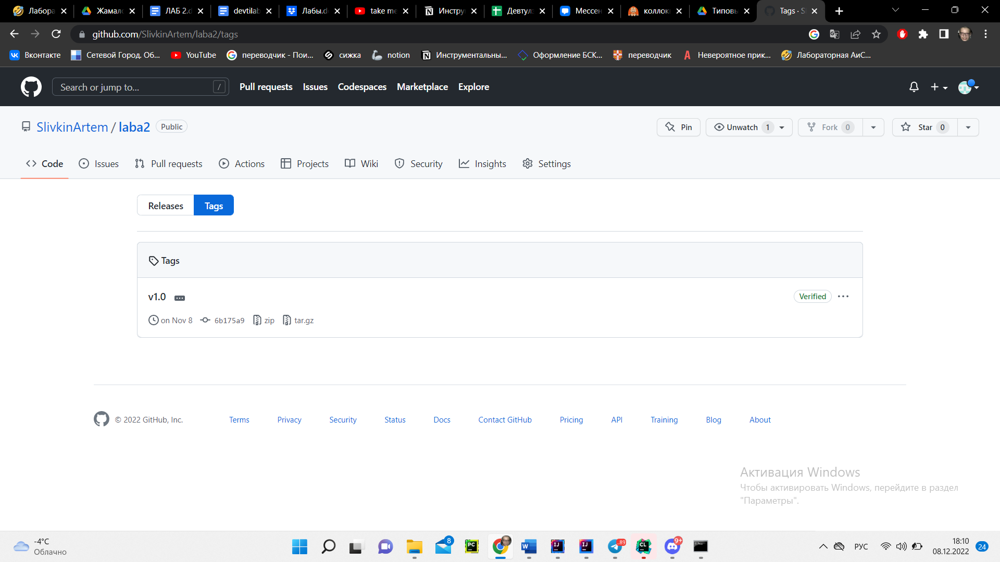 Лабора
Жамал
ЛАБ 2.d
devtilab
Лабы.d
take me
Инстру
Девтул
Мессен
коллок
Типовы
Tags · S
github.com/SlivkinArtem/laba2/tags
Вконтакте
Сетевой Город. Об...
YouTube
переводчик - Пои...
сижка
notion
Инструментальны...
Оформление БСК...
переводчик
Невероятное прик...
Лабораторная АиС...
Search or jump to...
/
Pull requests
Issues
Codespaces
Marketplace
Explore
SlivkinArtem / laba2
Public
Pin
Unwatch 1
Fork 0
Star 0
Code
Issues
Pull requests
Actions
Projects
Wiki
Security
Insights
Settings
Releases
Tags
Tags
v1.0
Verified
on Nov 8
6b175a9
zip
tar.gz
© 2022 GitHub, Inc.
Terms
Privacy
Security
Status
Docs
Contact GitHub
Pricing
API
Training
Blog
About
Активация Windows
Чтобы активировать Windows, перейдите в раздел
"Параметры".
-4°C
Облачно
8
PC
W
IJ
IJ
..89
CL
9+
РУС
18:10
08.12.2022
24